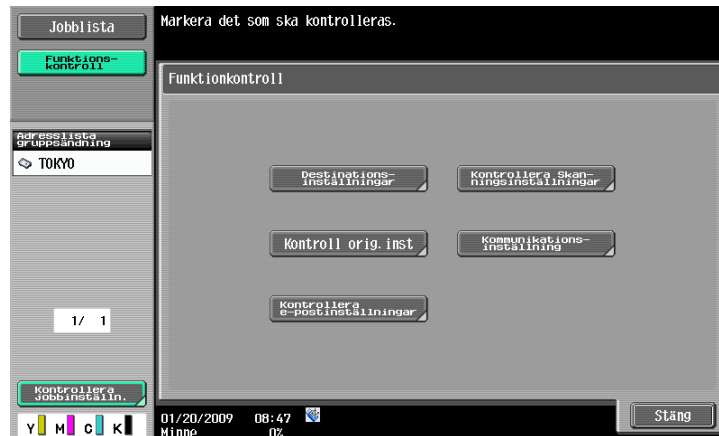 Jobblista
Markera det som ska kontrolleras.
Funktions-
kontroll
Funktionkontroll
Adresslista
gruppsändning
TOKYO
Destinations-
inställningar
Kontrollera Skan-
ningsinställningar
Kontroll orig.inst
Kommunikations-
inställning
Kontrollera
e-postinställningar
1/ 1
Kontrollera
Jobbinställn.
Y M C K
01/20/2009 08:47
Minne 0%
Stäng